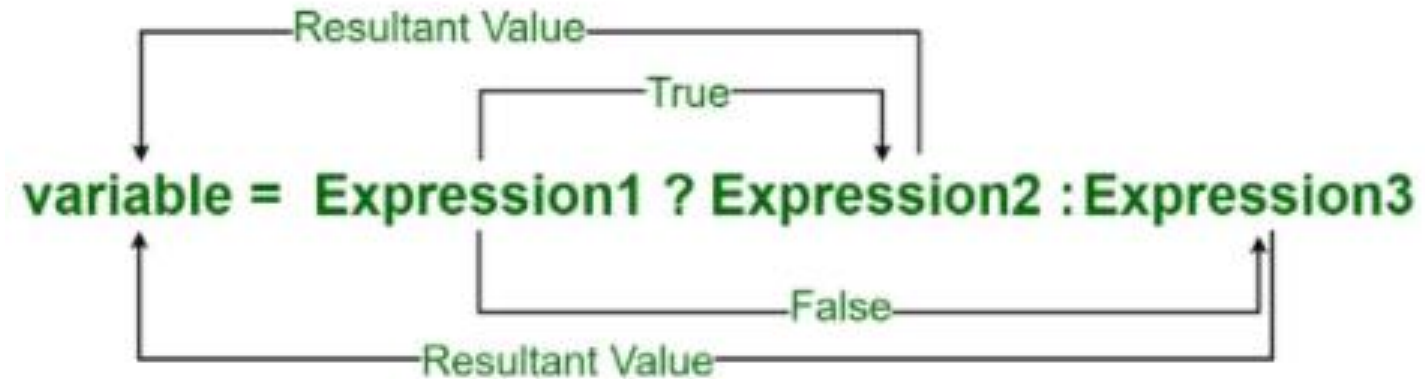 Resultant Value
True
variable = Expression1 ? Expression2 : Expression3
False
Resultant Value